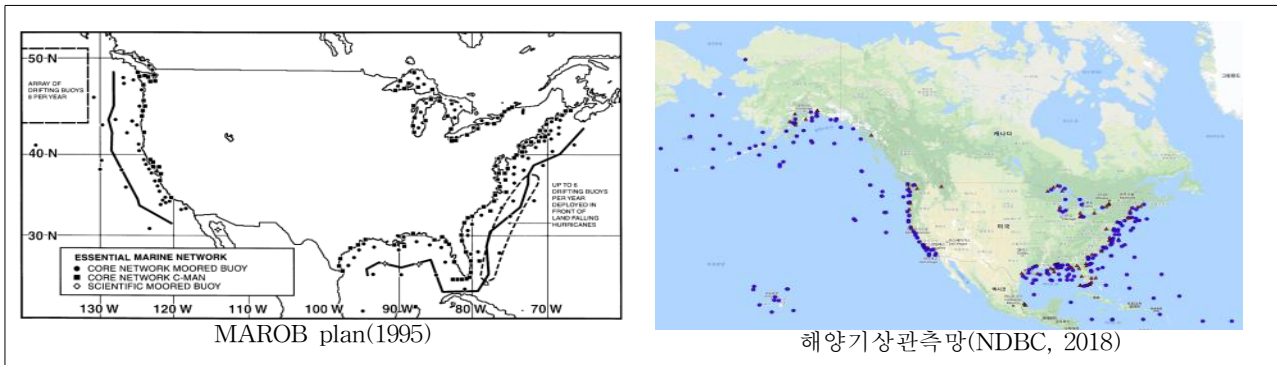 50 N
ARRAY OF
DRIFTING BUOYS
8 PER YEAR
40 N
30 N
UP TO 6
DRIFTING BUOYS
PER YEAR
DEPLOYED IN
FRONT OF
LAND FALLING
HURRICANES
ESSENTIAL MARINE NETWORK
CORE NETWORK MOORED BUOY
CORE NETWORK C-MAN
SCIENTIFIC MOORED BUOY
130 W 120 W 110 W 100 W 90 W 80 W 70 W
MAROB plan(1995)
캐나다
미국
멕시코
해양기상관측망(NDBC, 2018)